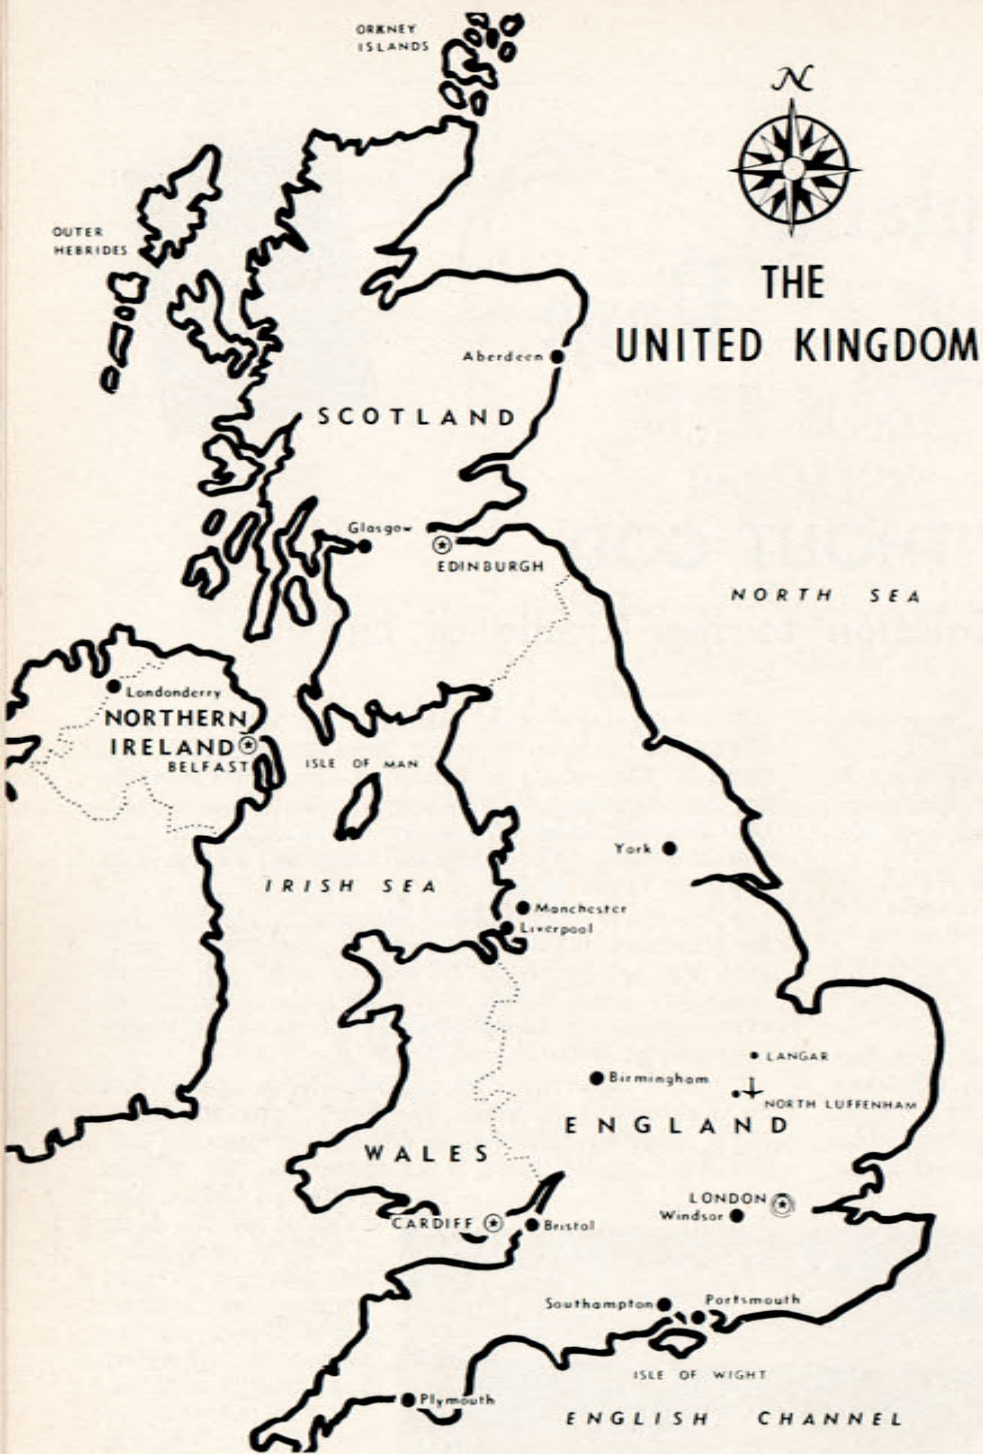 ORKNEY
ISLANDS
N
OUTER
HEBRIDES
THE
UNITED KINGDOM
Aberdeen
SCOTLAND
Glasgow
EDINBURGH
NORTH SEA
Londonderry
NORTHERN
IRELAND
BELFAST
ISLE OF MAN
York
IRISH SEA
Manchester
Liverpool
LANGAR
Birmingham
NORTH LUFFENHAM
ENGLAND
WALES
LONDON
Windsor
CARDIFF
Bristol
Southampton
Portsmouth
ISLE OF WIGHT
Plymouth
ENGLISH CHANNEL